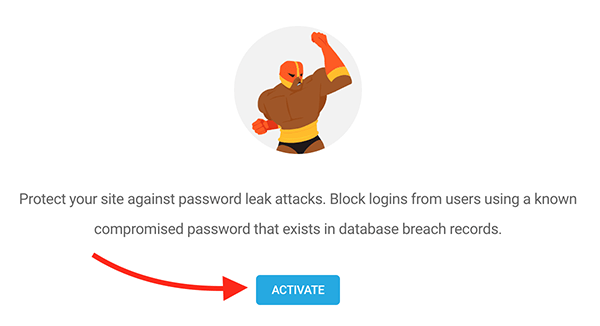 Protect your site against password leak attacks. Block logins from users using a known
compromised password that exists in database breach records.
ACTIVATE